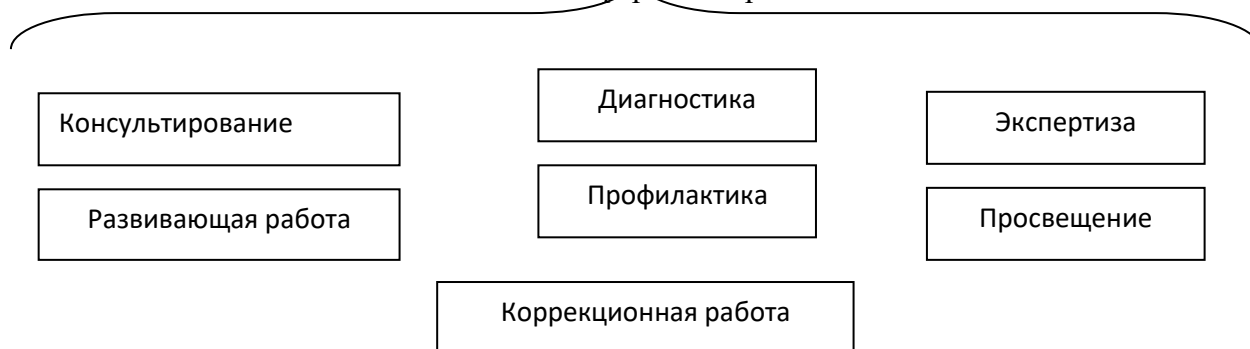 Диагностика
Консультирование
Экспертиза
Профилактика
Развивающая работа
Просвещение
Коррекционная работа